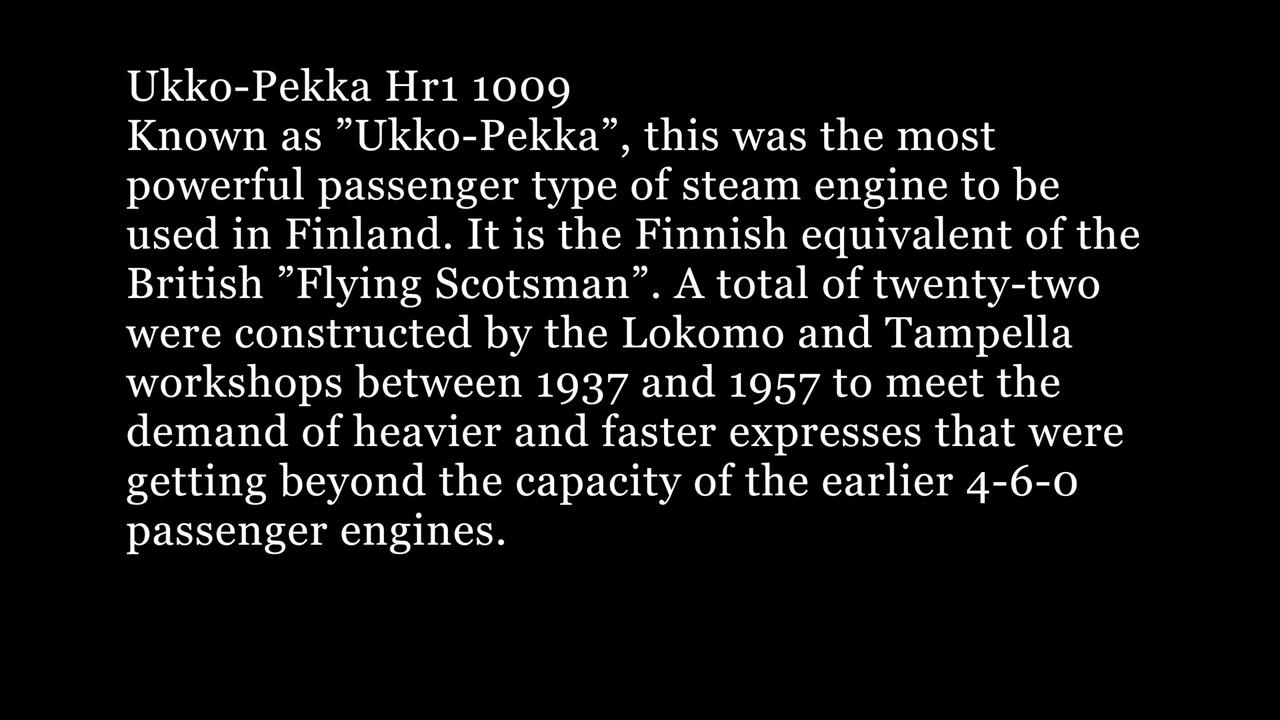 Ukko-Pekka Hr1 1009
Known as ”Ukko-Pekka”, this was the most
powerful passenger type of steam engine to be
used in Finland. It is the Finnish equivalent of the
British ”Flying Scotsman”. A total of twenty-two
were constructed by the Lokomo and Tampella
workshops between 1937 and 1957 to meet the
demand of heavier and faster expresses that were
getting beyond the capacity of the earlier 4-6-0
passenger engines.